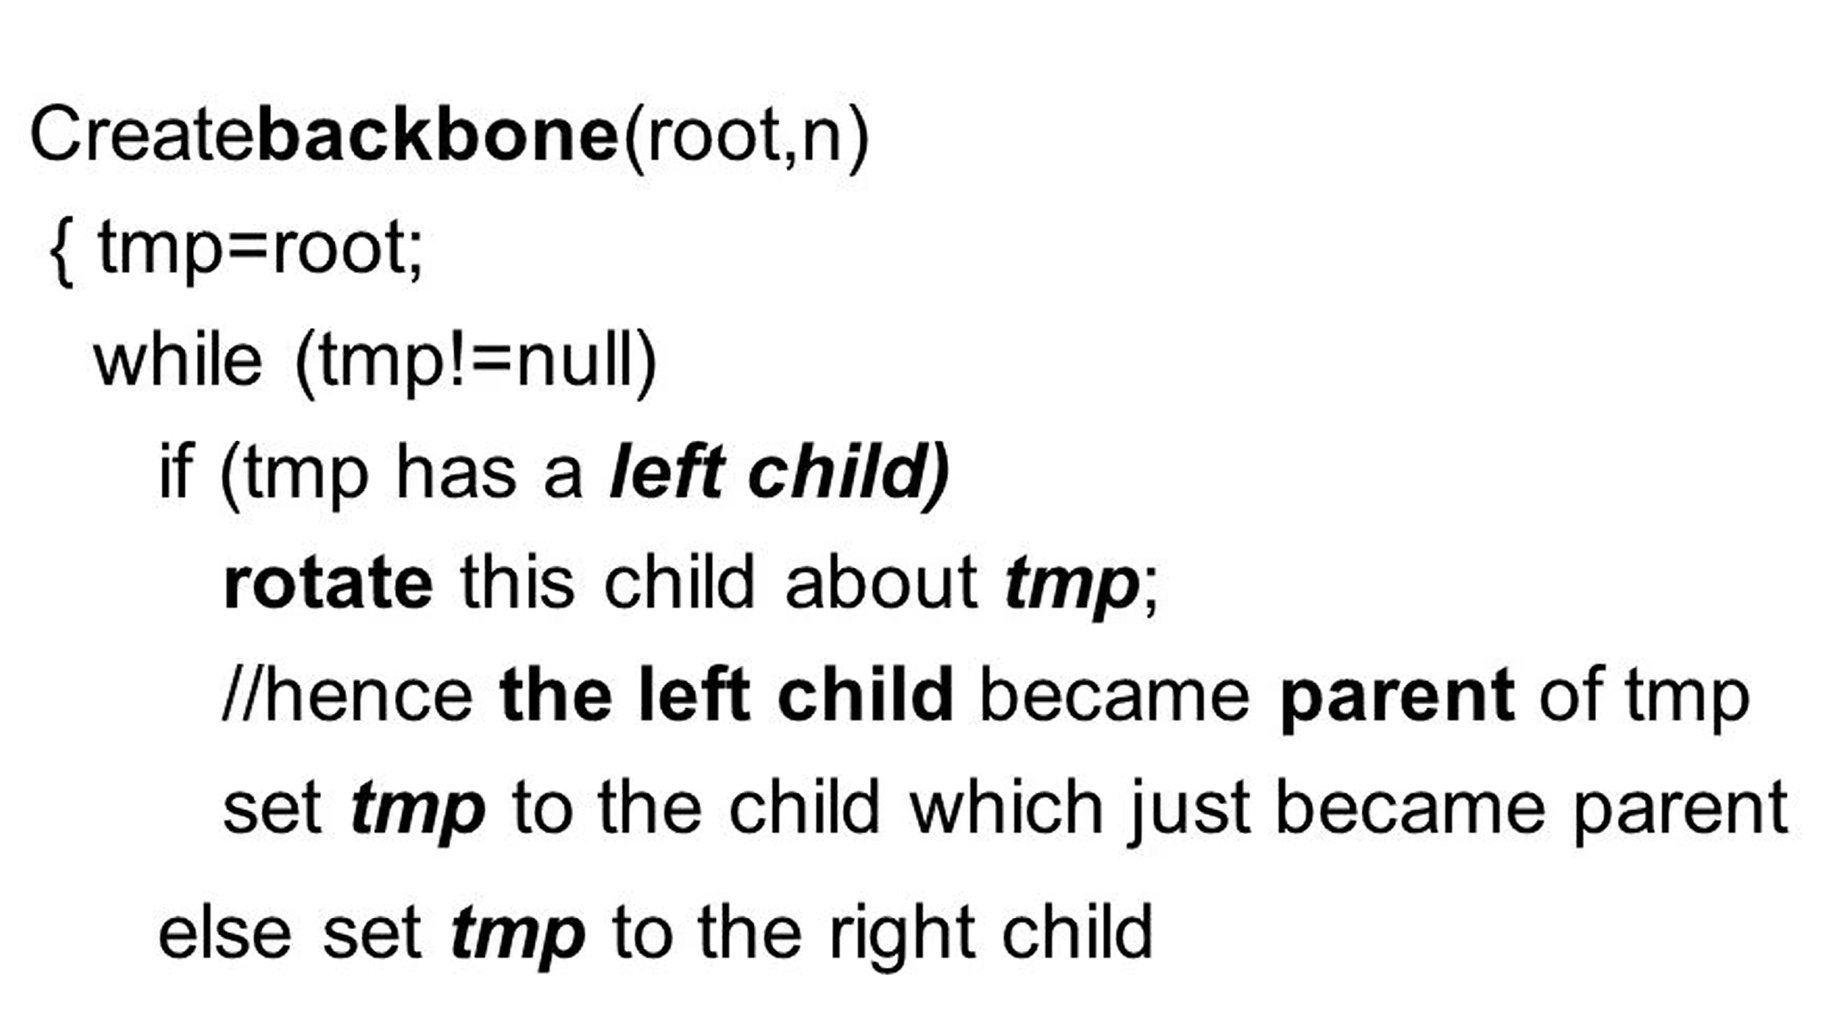 Createbackbone(root,n)
{ tmp=root;
while (tmp!=null)
if (tmp has a left child)
rotate this child about tmp;
//hence the left child became parent of tmp
set tmp to the child which just became parent
else set tmp to the right child